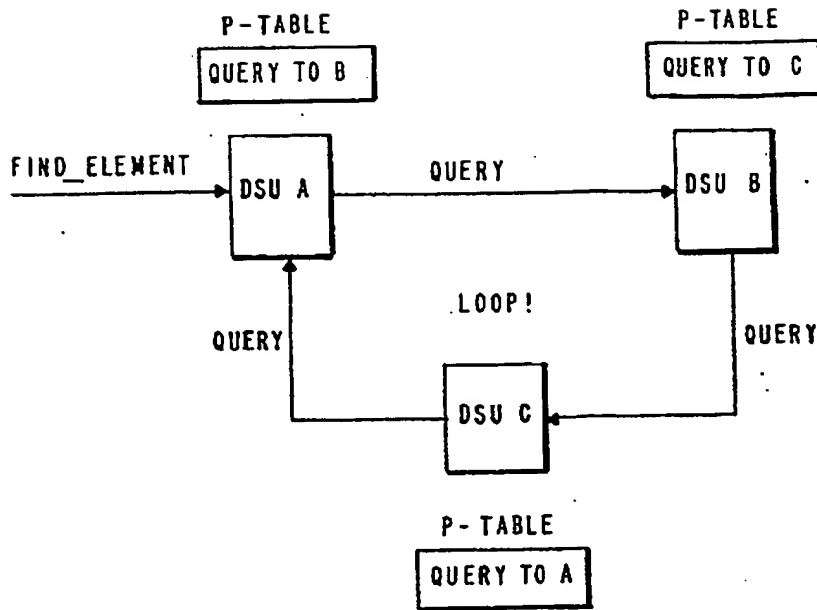 P-TABLE
QUERY TO B
P-TABLE
QUERY TO C
FIND_ELEMENT
DSU A
QUERY
DSU B
LOOP!
QUERY
QUERY
DSU C
P-TABLE
QUERY TO A